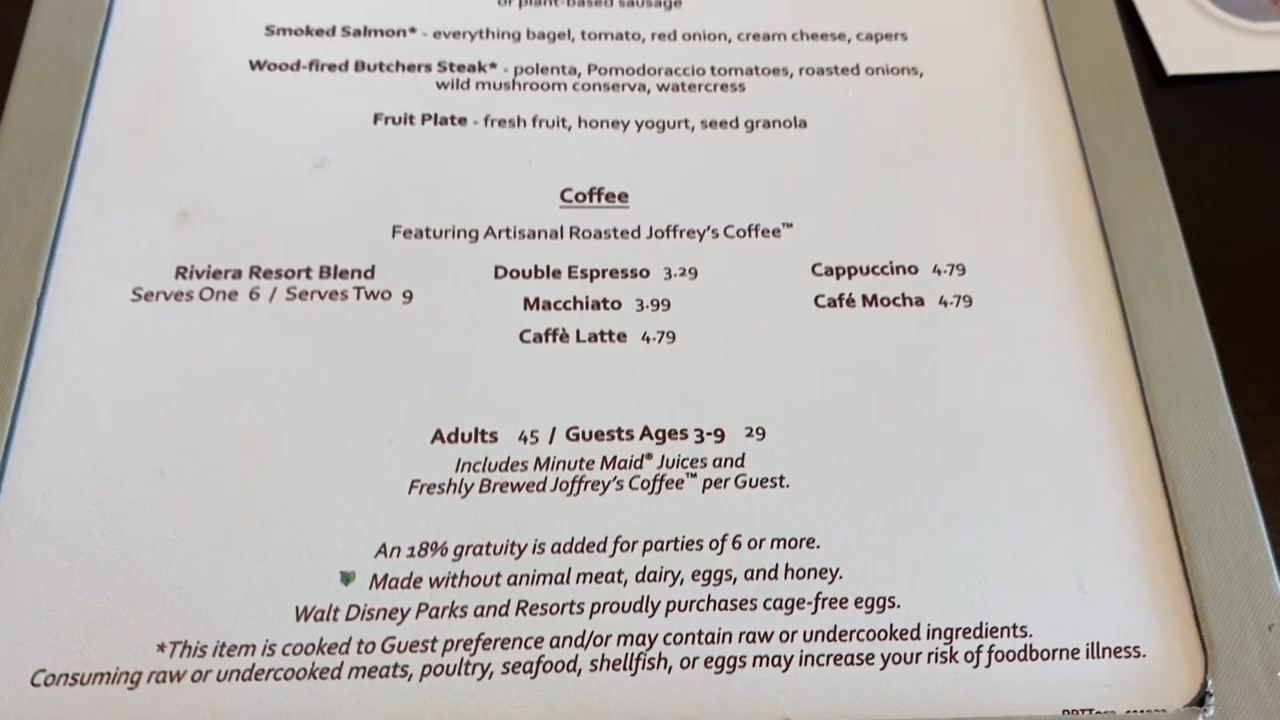 or plant-based sausage
Smoked Salmon* - everything bagel, tomato, red onion, cream cheese, capers
Wood-fired Butchers Steak* - polenta, Pomodoraccio tomatoes, roasted onions,
wild mushroom conserva, watercress
Fruit Plate - fresh fruit, honey yogurt, seed granola
Coffee
Featuring Artisanal Roasted Joffrey's Coffee™
Riviera Resort Blend
Serves One 6 / Serves Two 9
Double Espresso 3.29
Macchiato 3.99
Caffè Latte 4.79
Cappuccino 4.79
Café Mocha 4.79
Adults 45 / Guests Ages 3-9 29
Includes Minute Maid® Juices and
Freshly Brewed Joffrey's Coffee™ per Guest.
An 18% gratuity is added for parties of 6 or more.
Made without animal meat, dairy, eggs, and honey.
Walt Disney Parks and Resorts proudly purchases cage-free eggs.
*This item is cooked to Guest preference and/or may contain raw or undercooked ingredients.
Consuming raw or undercooked meats, poultry, seafood, shellfish, or eggs may increase your risk of foodborne illness.